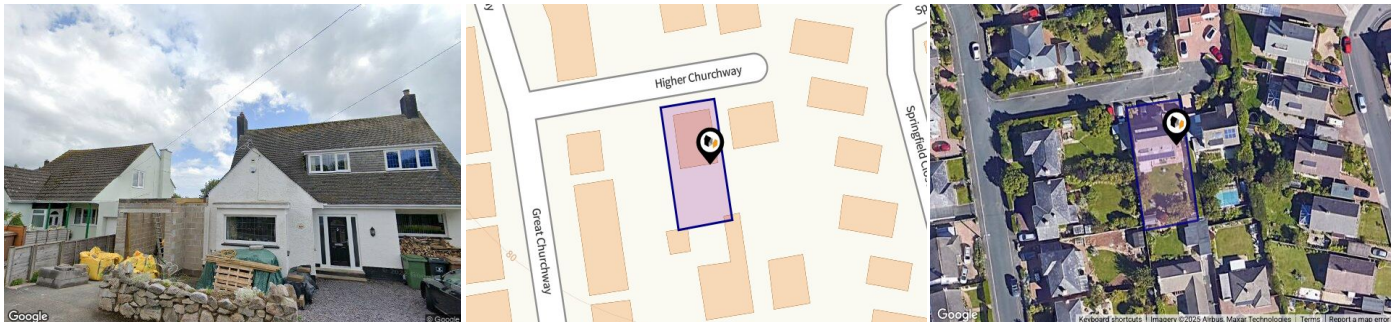 Google
© Google
Higher Churchway
Great Churchway
Springfield Clos
80
Google
Keyboard shortcuts
Imagery ©2025 Airbus, Maxar Technologies
Terms
Report a map error